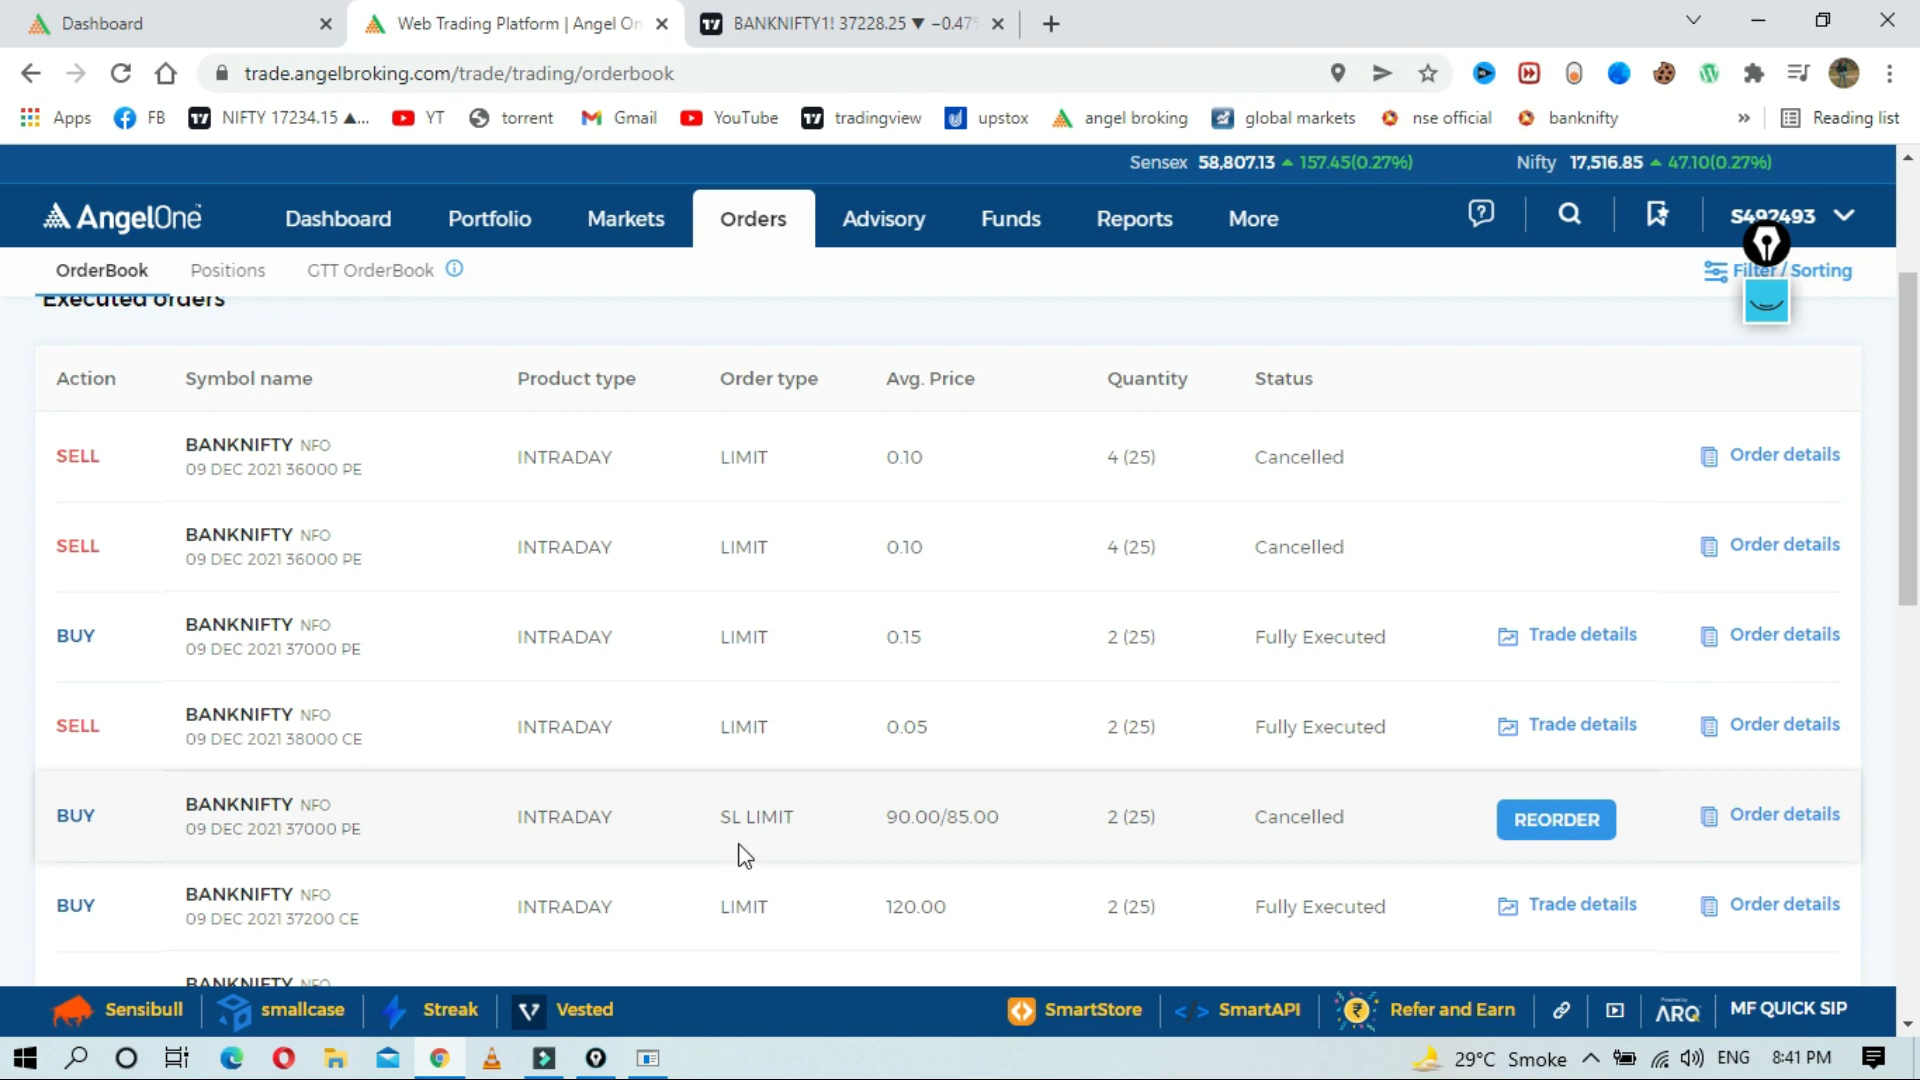 Dashboard
Web Trading Platform | Angel On
BANKNIFTY1! 37228.25 ▼ −0.47%
trade.angelbroking.com/trade/trading/orderbook
Apps
FB
NIFTY 17234.15 ▲...
YT
torrent
Gmail
YouTube
tradingview
upstox
angel broking
global markets
nse official
banknifty
»
Reading list
Sensex 58,807.13 ▲ 157.45(0.27%)
Nifty 17,516.85 ▲ 47.10(0.27%)
AngelOne
Dashboard
Portfolio
Markets
Orders
Advisory
Funds
Reports
More
S492493
OrderBook
Positions
GTT OrderBook
Filter / Sorting
Executed orders
Action Symbol name Product type Order type Avg. Price Quantity Status
SELL BANKNIFTY NFO INTRADAY LIMIT 0.10 4 (25) Cancelled Order details
09 DEC 2021 36000 PE
SELL BANKNIFTY NFO INTRADAY LIMIT 0.10 4 (25) Cancelled Order details
09 DEC 2021 36000 PE
BUY BANKNIFTY NFO INTRADAY LIMIT 0.15 2 (25) Fully Executed Trade details Order details
09 DEC 2021 37000 PE
SELL BANKNIFTY NFO INTRADAY LIMIT 0.05 2 (25) Fully Executed Trade details Order details
09 DEC 2021 38000 CE
BUY BANKNIFTY NFO INTRADAY SL LIMIT 90.00/85.00 2 (25) Cancelled REORDER Order details
09 DEC 2021 37000 PE
BUY BANKNIFTY NFO INTRADAY LIMIT 120.00 2 (25) Fully Executed Trade details Order details
09 DEC 2021 37200 CE
BANKNIFTY NFO
Sensibull
smallcase
Streak
Vested
SmartStore
SmartAPI
Refer and Earn
Powered by
ARQ
MF QUICK SIP
29°C Smoke
ENG
8:41 PM